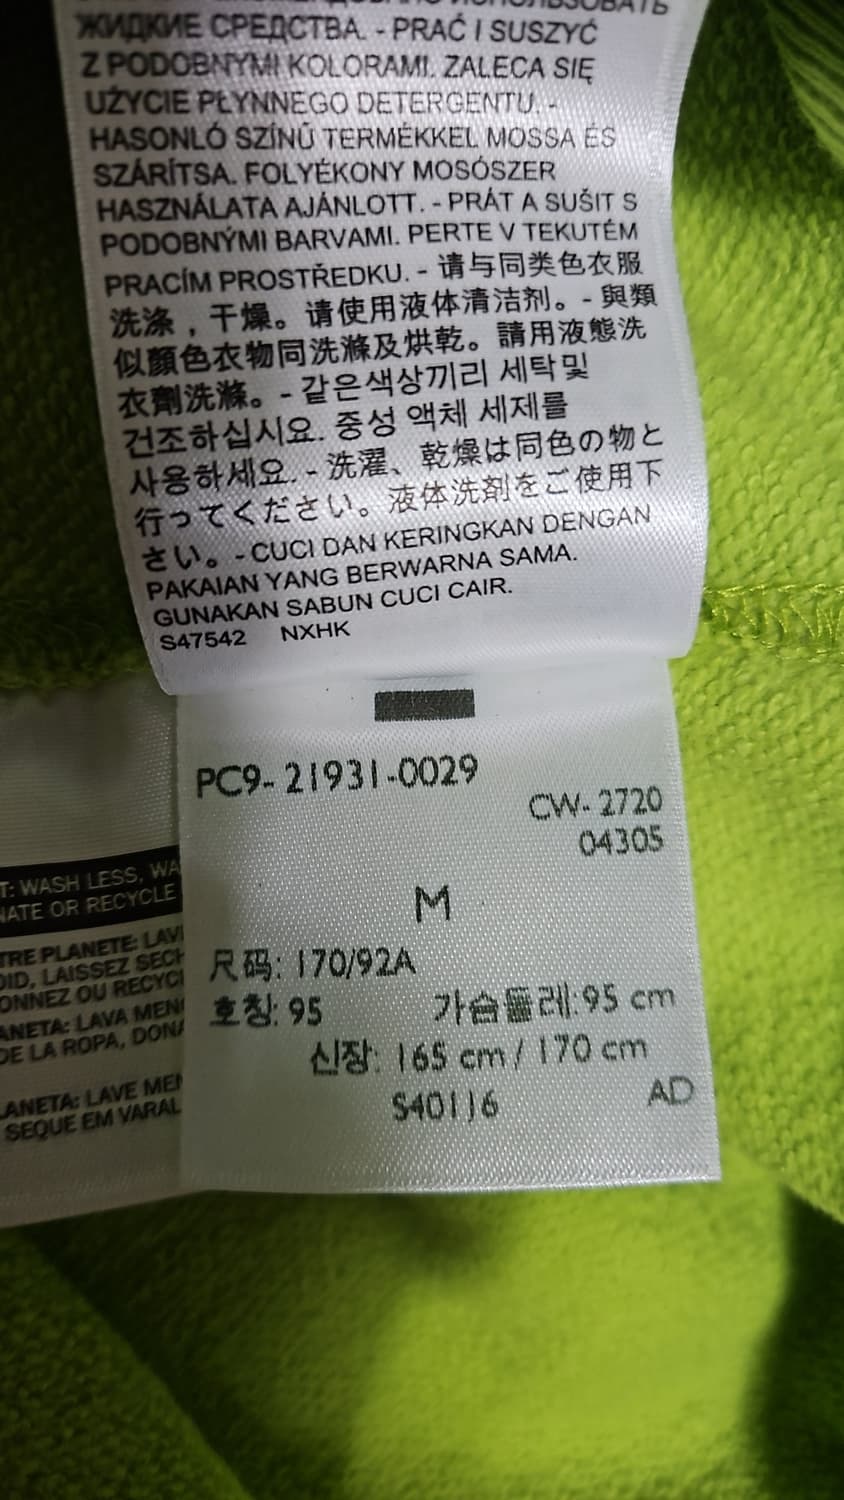 ИСПОЛЬЗОВАТЬ
ЖИДКИЕ СРЕДСТВА. - PRAĆ I SUSZYĆ
Z PODOBNYMI KOLORAMI. ZALECA SIĘ
UŻYCIE PŁYNNEGO DETERGENTU. -
HASONLÓ SZÍNŰ TERMÉKKEL MOSSA ÉS
SZÁRÍTSA. FOLYÉKONY MOSÓSZER
HASZNÁLATA AJÁNLOTT. - PRÁT A SUŠIT S
PODOBNÝMI BARVAMI. PERTE V TEKUTÉM
PRACÍM PROSTŘEDKU. - 请与同类色衣服
洗涤，干燥。请使用液体清洁剂。- 與類
似顏色衣物同洗滌及烘乾。請用液態洗
衣劑洗滌。- 같은색상끼리 세탁및
건조하십시요. 중성 액체 세제를
사용하세요. - 洗濯、乾燥は同色の物と
行ってください。液体洗剤をご使用下
さい。- CUCI DAN KERINGKAN DENGAN
PAKAIAN YANG BERWARNA SAMA.
GUNAKAN SABUN CUCI CAIR.
S47542 NXHK
PC9- 21931-0029
CW- 2720
04305
M
尺码: 170/92A
호칭: 95 가슴둘레: 95 cm
신장: 165 cm / 170 cm
S40116 AD
T: WASH LESS, WA
NATE OR RECYCLE
TRE PLANETE: LAV
OID, LAISSEZ SECH
ONNEZ OU RECYCL
ANETA: LAVA MENO
DE LA ROPA, DONA
LANETA: LAVE MEN
SEQUE EM VARAL